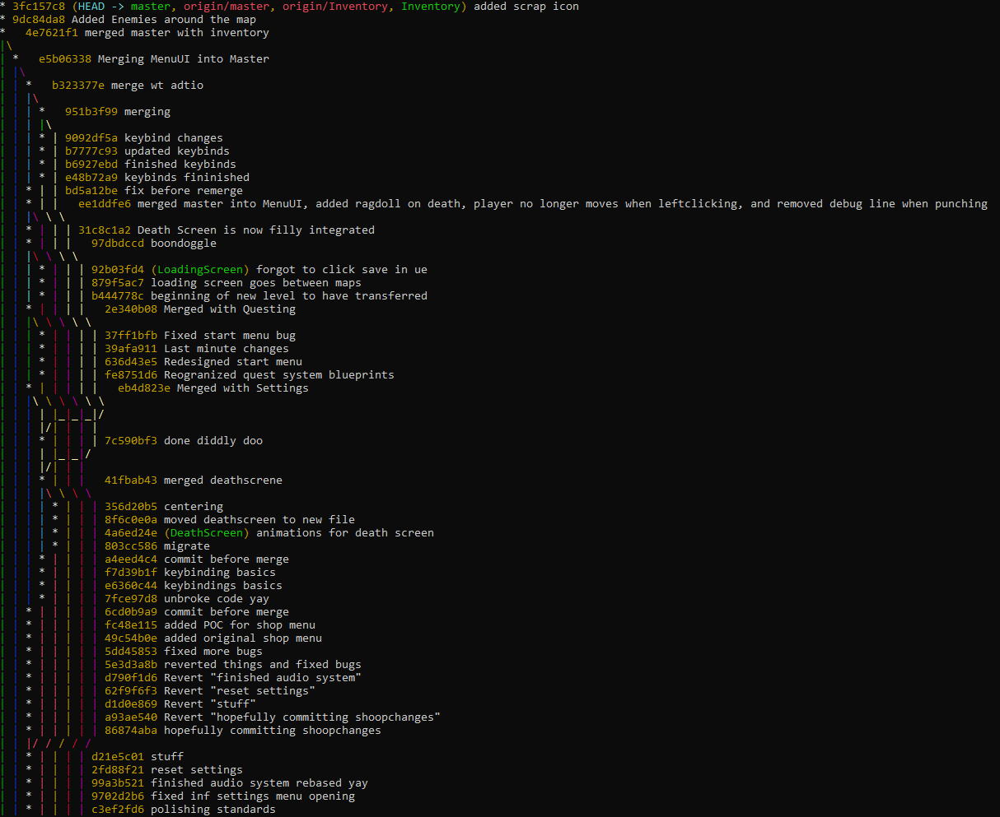 * 3fc157c8 (HEAD -> master, origin/master, origin/Inventory, Inventory) added scrap icon
* 9dc84da8 Added Enemies around the map
* 4e7621f1 merged master with inventory
* e5b06338 Merging MenuUI into Master
* b323377e merge wt adtio
* 951b3f99 merging
* 9092df5a keybind changes
* b7777c93 updated keybinds
* b6927ebd finished keybinds
* e48b72a9 keybinds fininished
* bd5a12be fix before remerge
* ee1ddfe6 merged master into MenuUI, added ragdoll on death, player no longer moves when leftclicking, and removed debug line when punching
* 31c8c1a2 Death Screen is now filly integrated
* 97dbdccd boondoggle
* 92b03fd4 (LoadingScreen) forgot to click save in ue
* 879f5ac7 loading screen goes between maps
* b444778c beginning of new level to have transferred
* 2e340b08 Merged with Questing
* 37ff1bfb Fixed start menu bug
* 39afa911 Last minute changes
* 636d43e5 Redesigned start menu
* fe8751d6 Reogranized quest system blueprints
* eb4d823e Merged with Settings
* 7c590bf3 done diddly doo
* 41fbab43 merged deathscrene
* 356d20b5 centering
* 8f6c0e0a moved deathscreen to new file
* 4a6ed24e (DeathScreen) animations for death screen
* 803cc586 migrate
* a4eed4c4 commit before merge
* f7d39b1f keybinding basics
* e6360c44 keybindings basics
* 7fce97d8 unbroke code yay
* 6cd0b9a9 commit before merge
* fc48e115 added POC for shop menu
* 49c54b0e added original shop menu
* 5dd45853 fixed more bugs
* 5e3d3a8b reverted things and fixed bugs
* d790f1d6 Revert "finished audio system"
* 62f9f6f3 Revert "reset settings"
* d1d0e869 Revert "stuff"
* a93ae540 Revert "hopefully committing shoopchanges"
* 86874aba hopefully committing shoopchanges
* d21e5c01 stuff
* 2fd88f21 reset settings
* 99a3b521 finished audio system rebased yay
* 9702d2b6 fixed inf settings menu opening
* c3ef2fd6 polishing standards